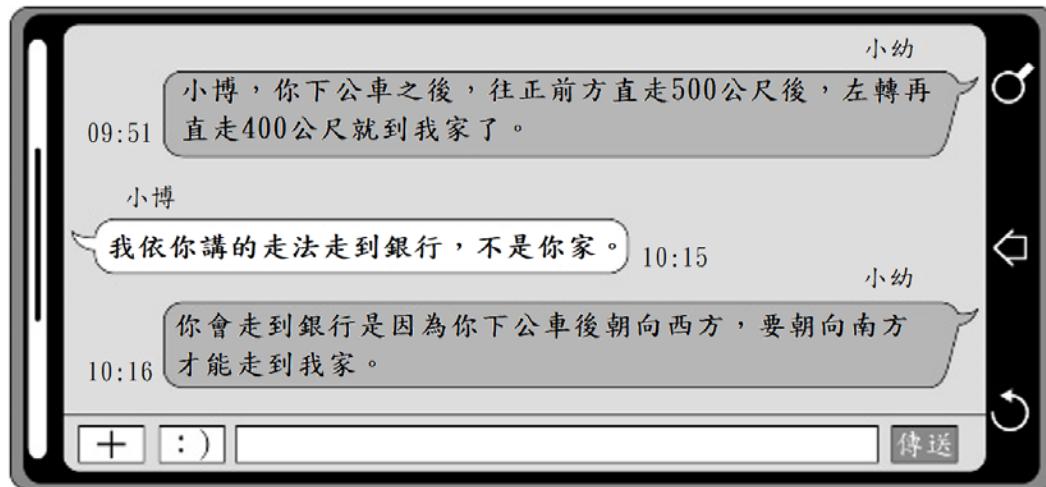 小幼
小博，你下公車之後，往正前方直走500公尺後，左轉再
直走400公尺就到我家了。
09:51
小博
我依你講的走法走到銀行，不是你家。
10:15
小幼
你會走到銀行是因為你下公車後朝向西方，要朝向南方
才能走到我家。
10:16
＋
：)
傳送